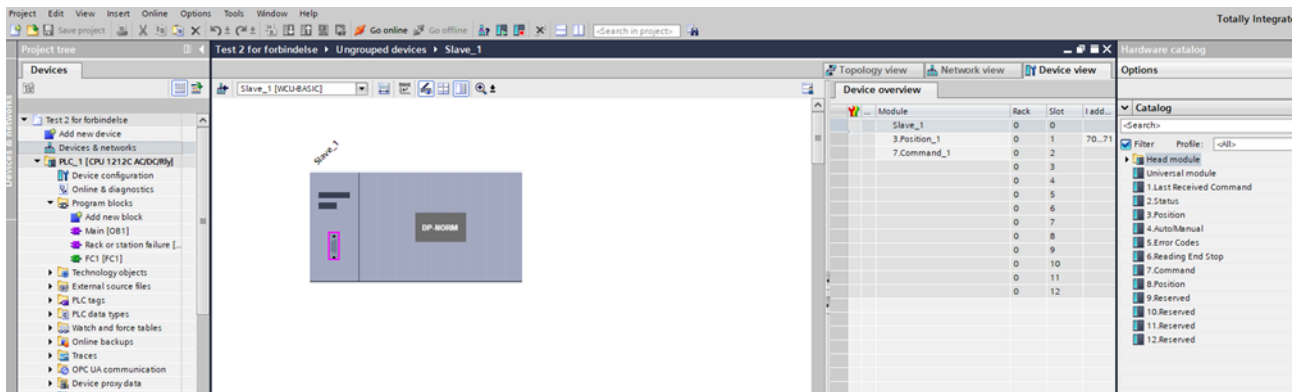 Project Edit View Insert Online Options Tools Window Help
Totally Integrat
Save project Go online Go offline <Search in project>
Project tree
Test 2 for forbindelse Ungrouped devices Slave_1
Hardware catalog
Devices
Topology view Network view Device view
Options
Slave_1 [WCU-BASIC]
Device overview
... Module Rack Slot I add...
Slave_1 0 0
3.Position_1 0 1 70...71
7.Command_1 0 2
0 3
0 4
0 5
0 6
0 7
0 8
0 9
0 10
0 11
0 12
Catalog
<Search>
Filter Profile: <All>
Head module
Universal module
1.Last Received Command
2.Status
3.Position
4.Auto/Manual
5.Error Codes
6.Reading End Stop
7.Command
8.Position
9.Reserved
10.Reserved
11.Reserved
12.Reserved
Slave_1
DP-NORM
Devices & networks
Test 2 for forbindelse
Add new device
Devices & networks
PLC_1 [CPU 1212C AC/DC/Rly]
Device configuration
Online & diagnostics
Program blocks
Add new block
Main [OB1]
Rack or station failure [...
FC1 [FC1]
Technology objects
External source files
PLC tags
PLC data types
Watch and force tables
Online backups
Traces
OPC UA communication
Device proxy data